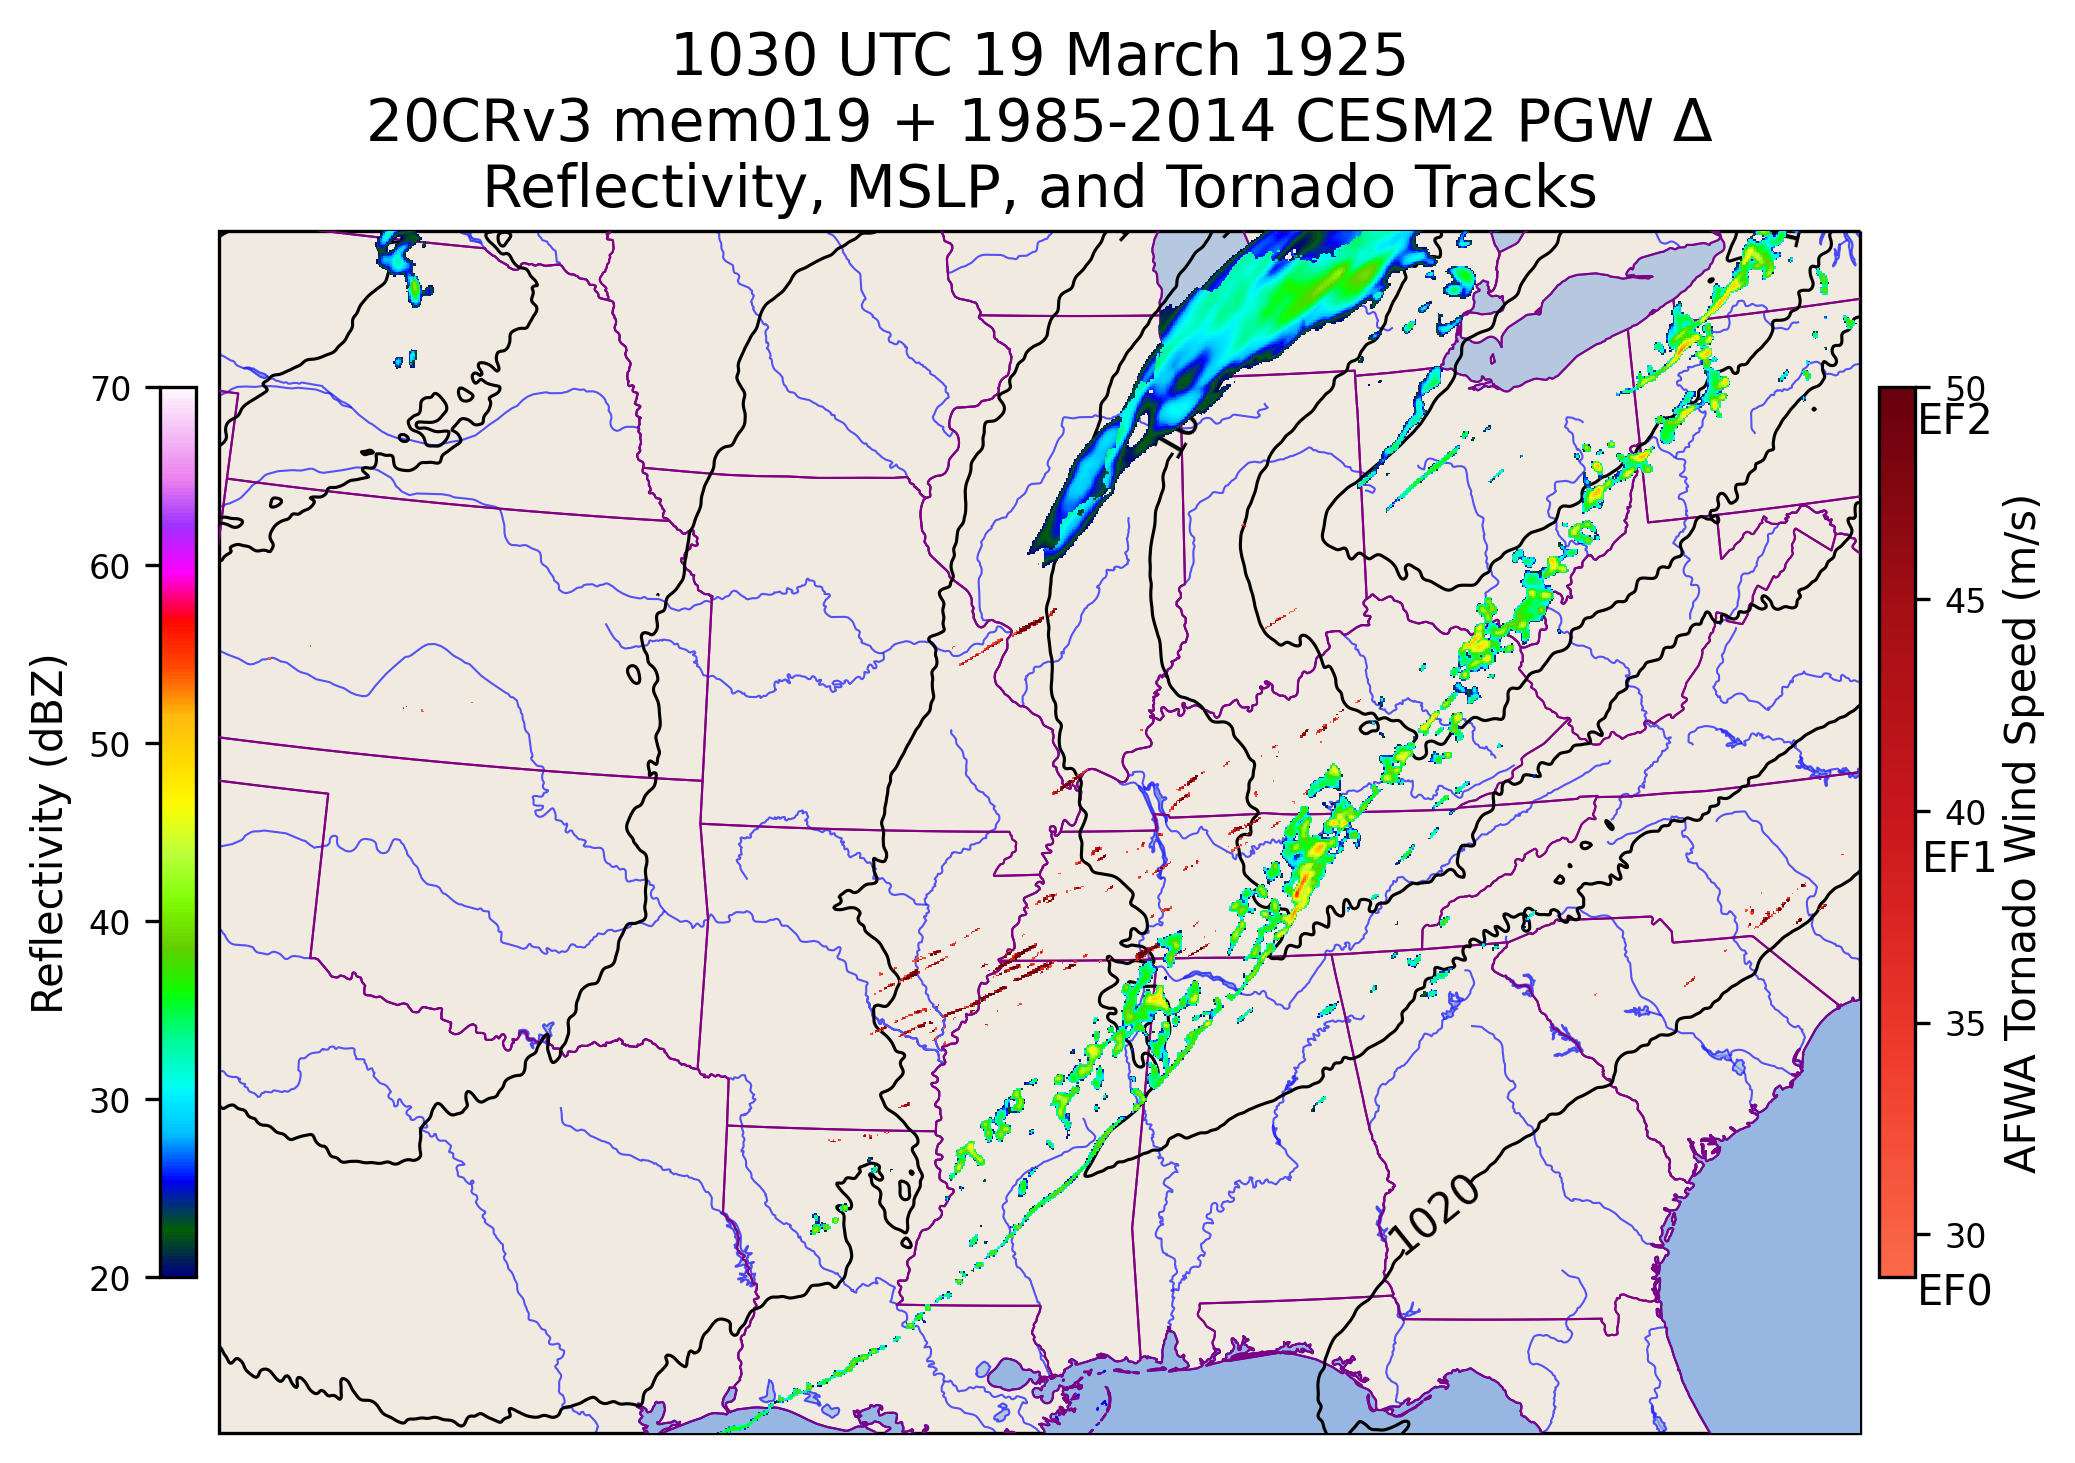 1030 UTC 19 March 1925
20CRv3 mem019 + 1985-2014 CESM2 PGW Δ
Reflectivity, MSLP, and Tornado Tracks
Reflectivity (dBZ)
70
60
50
40
30
20
1020
50
EF2
45
40
EF1
35
30
EF0
AFWA Tornado Wind Speed (m/s)